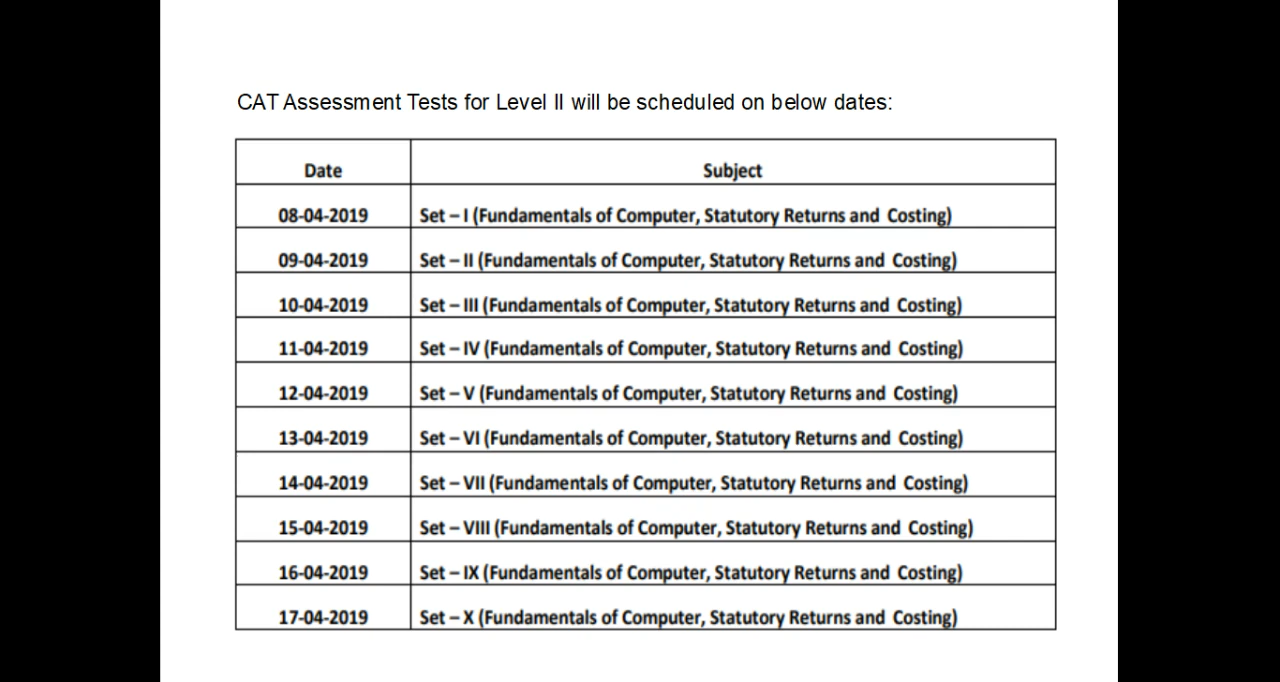 CAT Assessment Tests for Level II will be scheduled on below dates:
Date Subject
08-04-2019 Set – I (Fundamentals of Computer, Statutory Returns and Costing)
09-04-2019 Set – II (Fundamentals of Computer, Statutory Returns and Costing)
10-04-2019 Set – III (Fundamentals of Computer, Statutory Returns and Costing)
11-04-2019 Set – IV (Fundamentals of Computer, Statutory Returns and Costing)
12-04-2019 Set – V (Fundamentals of Computer, Statutory Returns and Costing)
13-04-2019 Set – VI (Fundamentals of Computer, Statutory Returns and Costing)
14-04-2019 Set – VII (Fundamentals of Computer, Statutory Returns and Costing)
15-04-2019 Set – VIII (Fundamentals of Computer, Statutory Returns and Costing)
16-04-2019 Set – IX (Fundamentals of Computer, Statutory Returns and Costing)
17-04-2019 Set – X (Fundamentals of Computer, Statutory Returns and Costing)